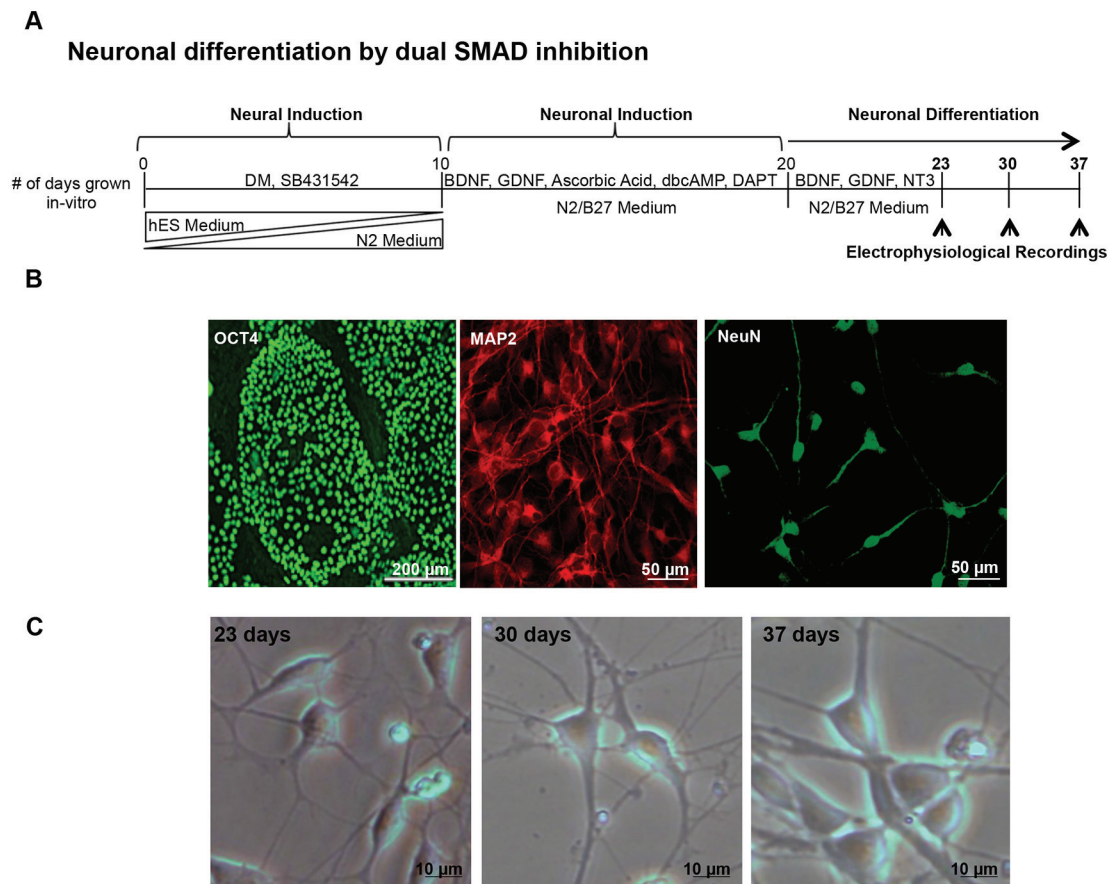 A
Neuronal differentiation by dual SMAD inhibition
Neural Induction
Neuronal Induction
Neuronal Differentiation
0
10
20
23
30
37
# of days grown
in-vitro
DM, SB431542
BDNF, GDNF, Ascorbic Acid, dbcAMP, DAPT
BDNF, GDNF, NT3
hES Medium
N2 Medium
N2/B27 Medium
N2/B27 Medium
Electrophysiological Recordings
B
OCT4
200 µm
MAP2
50 µm
NeuN
50 µm
C
23 days
10 µm
30 days
10 µm
37 days
10 µm